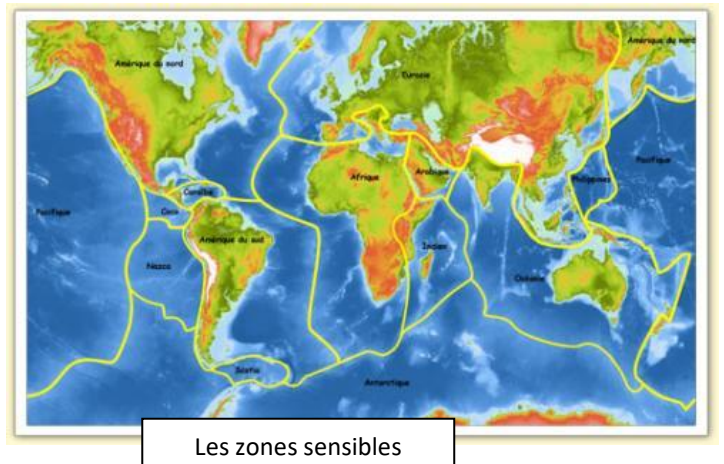 Amérique du nord
Amérique du nord
Eurasie
Pacifique
Philippines
Arabique
Afrique
Caraïbe
Pacifique
Coco
Amérique du sud
Indien
Nazca
Océanie
Scotia
Antarctique
Les zones sensibles